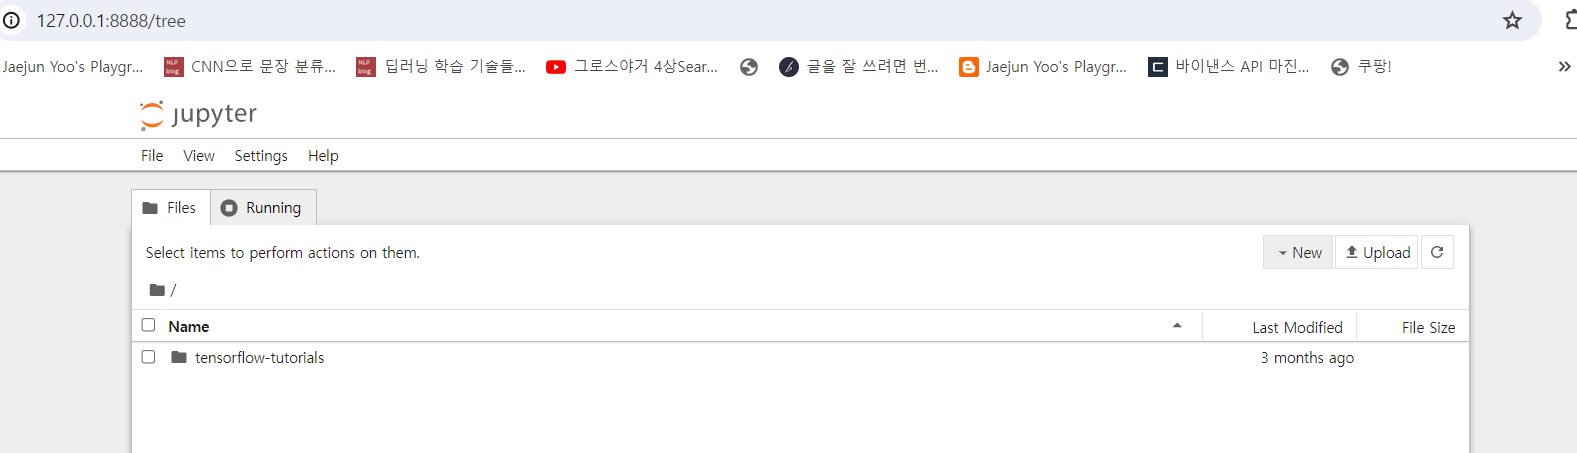 127.0.0.1:8888/tree
Jaejun Yoo's Playgr... NLP blog CNN으로 문장 분류... NLP blog 딥러닝 학습 기술들... 그로스야거 4상Sear... 글을 잘 쓰려면 번... Jaejun Yoo's Playgr... 바이낸스 API 마진... 쿠팡! »
jupyter
File View Settings Help
Files Running
Select items to perform actions on them. New Upload
/
Name Last Modified File Size
tensorflow-tutorials 3 months ago